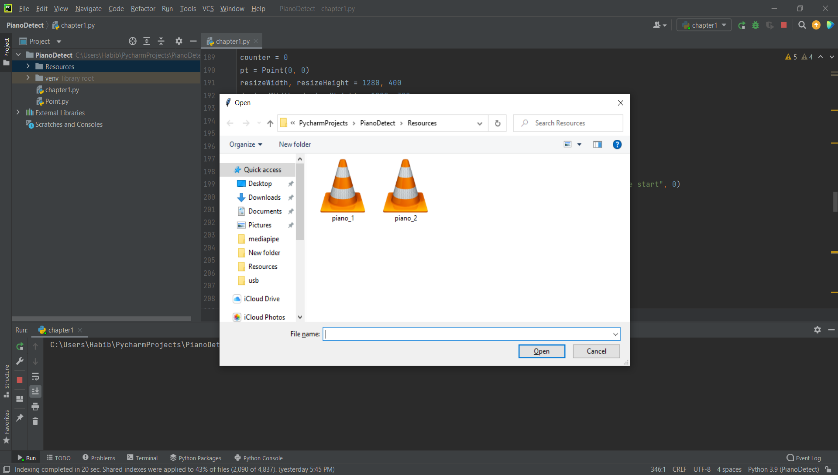 File Edit View Navigate Code Refactor Run Tools VCS Window Help PianoDetect chapter1.py
PianoDetect chapter1.py
chapter1
Project
Project
chapter1.py
PianoDetect C:\Users\Habib\PycharmProjects\PianoDete
Resources
venv library root
chapter1.py
Point.py
External Libraries
Scratches and Consoles
189 counter = 0
190 pt = Point(0, 0)
191 resizeWidth, resizeHeight = 1280, 400
192
193
194
195
196
197
198
199 e start", 0)
200
201
202
203
204
205
206
207
208
5 4
Open
« PycharmProjects > PianoDetect > Resources
Search Resources
Organize New folder
Quick access
Desktop
Downloads
Documents
Pictures
mediapipe
New folder
Resources
usb
iCloud Drive
iCloud Photos
piano_1
piano_2
File name:
Open Cancel
Run: chapter1
C:\Users\Habib\PycharmProjects\PianoDet
Structure
Favorites
Run TODO Problems Terminal Python Packages Python Console Event Log
Indexing completed in 20 sec. Shared indexes were applied to 43% of files (2,090 of 4,837). (yesterday 5:45 PM) 346:1 CRLF UTF-8 4 spaces Python 3.9 (PianoDetect)